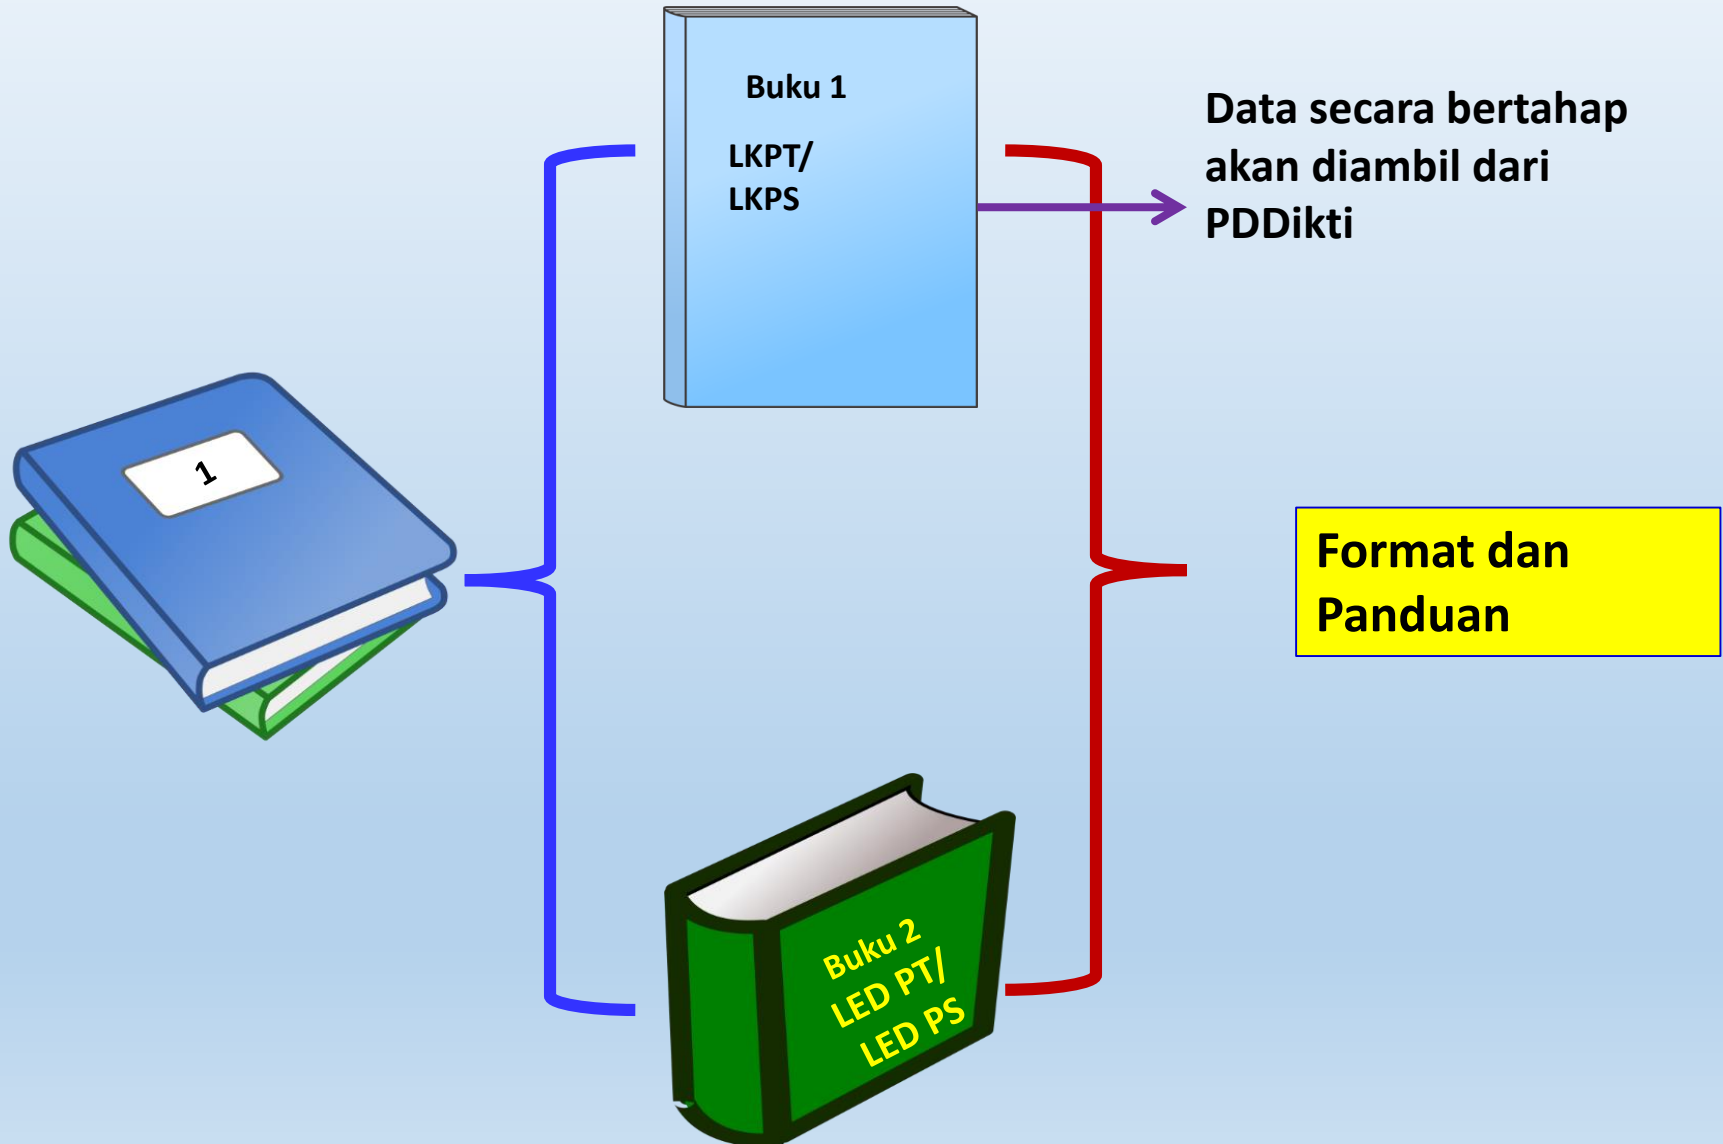 Buku 1
LKPT/
LKPS
Data secara bertahap
akan diambil dari
PDDikti
1
Format dan
Panduan
Buku 2
LED PT/
LED PS